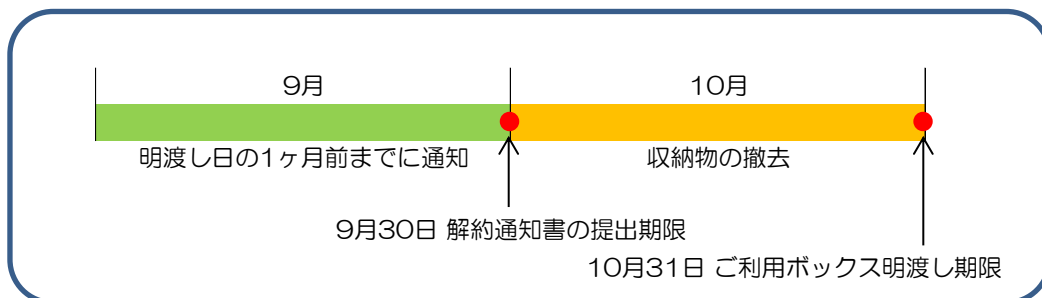 9月
10月
明渡し日の1ヶ月前までに通知
収納物の撤去
9月30日 解約通知書の提出期限
10月31日 ご利用ボックス明渡し期限